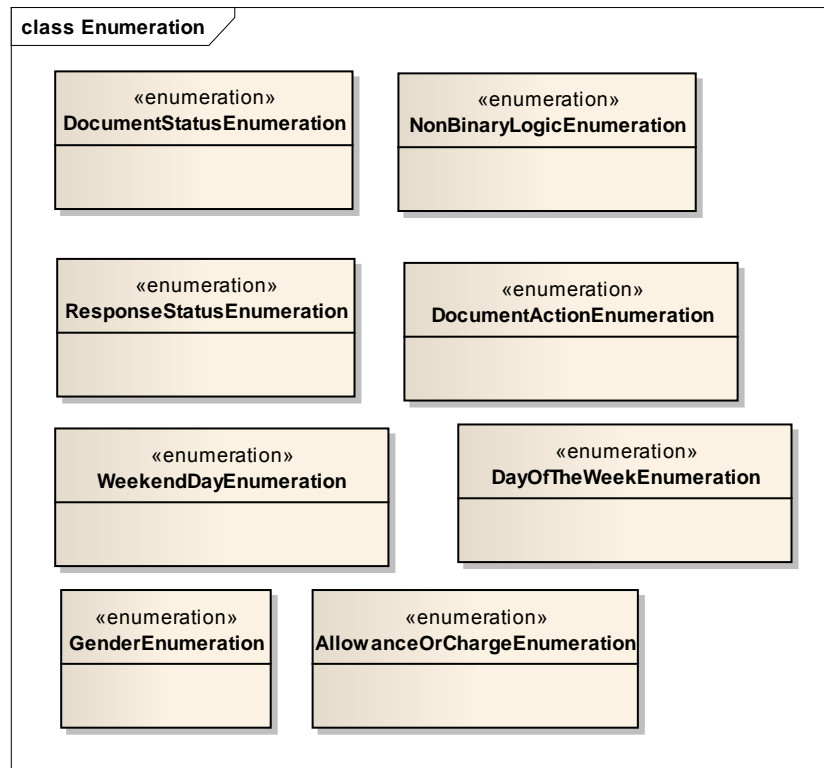 class Enumeration
«enumeration»
DocumentStatusEnumeration
«enumeration»
NonBinaryLogicEnumeration
«enumeration»
ResponseStatusEnumeration
«enumeration»
DocumentActionEnumeration
«enumeration»
WeekendDayEnumeration
«enumeration»
DayOfTheWeekEnumeration
«enumeration»
GenderEnumeration
«enumeration»
AllowanceOrChargeEnumeration